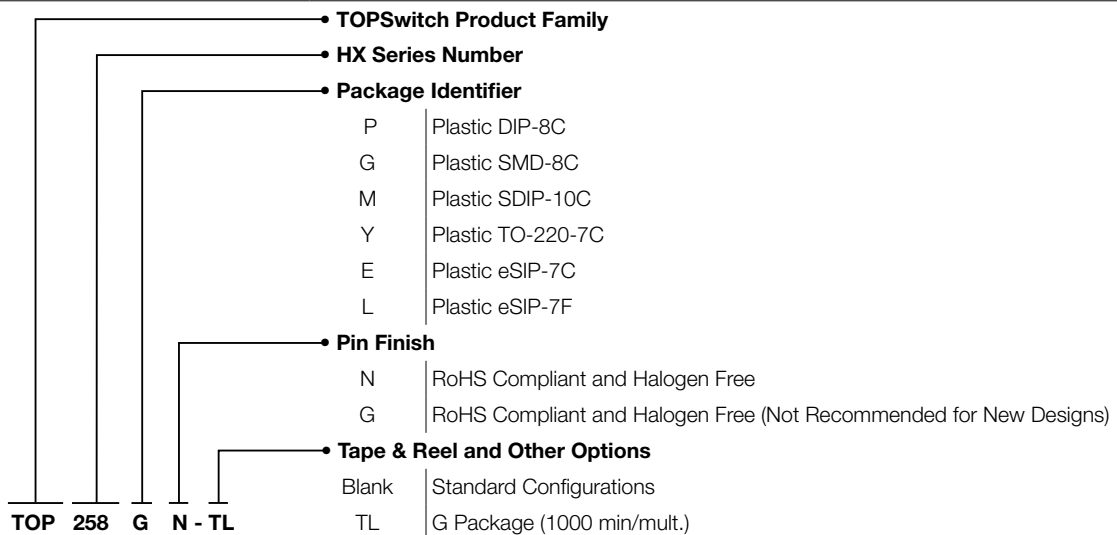 TOPSwitch Product Family
HX Series Number
Package Identifier
P Plastic DIP-8C
G Plastic SMD-8C
M Plastic SDIP-10C
Y Plastic TO-220-7C
E Plastic eSIP-7C
L Plastic eSIP-7F
Pin Finish
N RoHS Compliant and Halogen Free
G RoHS Compliant and Halogen Free (Not Recommended for New Designs)
Tape & Reel and Other Options
Blank Standard Configurations
TL G Package (1000 min/mult.)
TOP 258 G N - TL